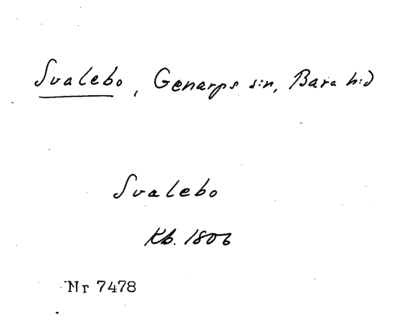 Svalebo, Genarps s:n, Bara h:d
Svalebo
Kb. 1806
Nr 7478